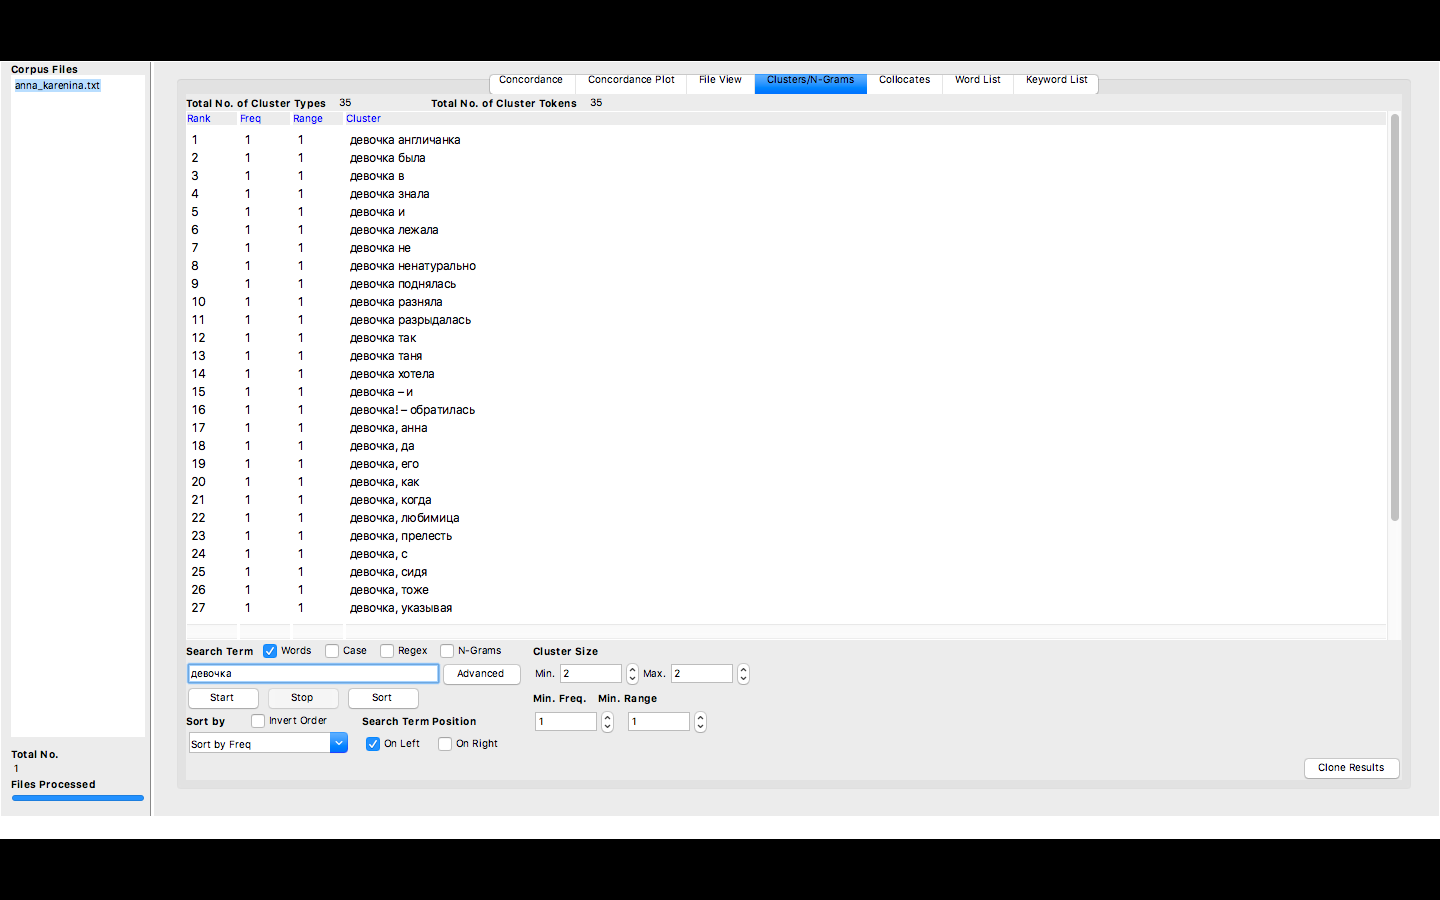 Corpus Files
anna_karenina.txt
Concordance Concordance Plot File View Clusters/N-Grams Collocates Word List Keyword List
Total No. of Cluster Types 35 Total No. of Cluster Tokens 35
Rank Freq Range Cluster
1 1 1 девочка англичанка
2 1 1 девочка была
3 1 1 девочка в
4 1 1 девочка знала
5 1 1 девочка и
6 1 1 девочка лежала
7 1 1 девочка не
8 1 1 девочка ненатурально
9 1 1 девочка поднялась
10 1 1 девочка разняла
11 1 1 девочка разрыдалась
12 1 1 девочка так
13 1 1 девочка таня
14 1 1 девочка хотела
15 1 1 девочка – и
16 1 1 девочка! – обратилась
17 1 1 девочка, анна
18 1 1 девочка, да
19 1 1 девочка, его
20 1 1 девочка, как
21 1 1 девочка, когда
22 1 1 девочка, любимица
23 1 1 девочка, прелесть
24 1 1 девочка, с
25 1 1 девочка, сидя
26 1 1 девочка, тоже
27 1 1 девочка, указывая
Search Term Words Case Regex N-Grams Cluster Size
девочка Advanced Min. 2 Max. 2
Start Stop Sort Min. Freq. Min. Range
Sort by Invert Order Search Term Position 1 1
Sort by Freq On Left On Right
Total No.
1
Files Processed
Clone Results